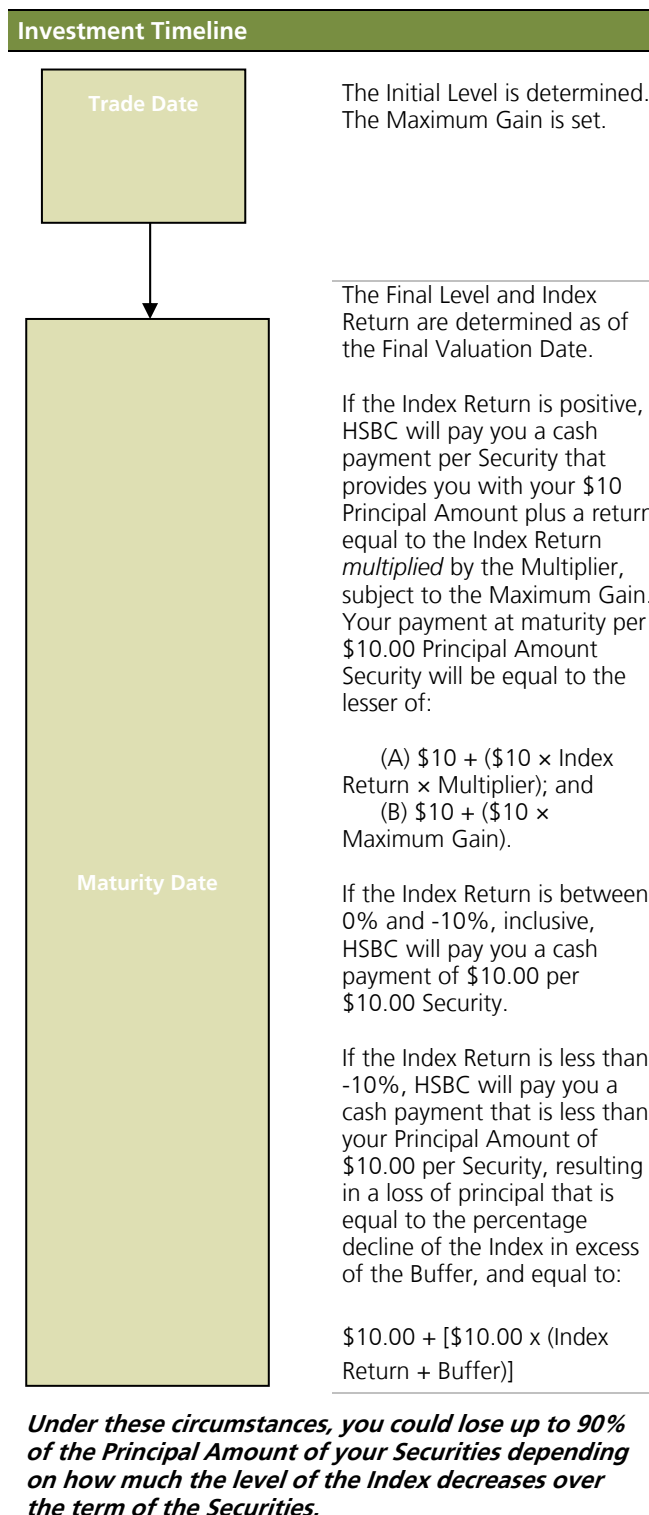 Investment Timeline
Trade Date
The Initial Level is determined.
The Maximum Gain is set.
The Final Level and Index
Return are determined as of
the Final Valuation Date.
If the Index Return is positive,
HSBC will pay you a cash
payment per Security that
provides you with your $10
Principal Amount plus a return
equal to the Index Return
multiplied by the Multiplier,
subject to the Maximum Gain.
Your payment at maturity per
$10.00 Principal Amount
Security will be equal to the
lesser of:
(A) $10 + ($10 × Index
Return × Multiplier); and
(B) $10 + ($10 ×
Maximum Gain).
Maturity Date
If the Index Return is between
0% and -10%, inclusive,
HSBC will pay you a cash
payment of $10.00 per
$10.00 Security.
If the Index Return is less than
-10%, HSBC will pay you a
cash payment that is less than
your Principal Amount of
$10.00 per Security, resulting
in a loss of principal that is
equal to the percentage
decline of the Index in excess
of the Buffer, and equal to:
$10.00 + [$10.00 x (Index
Return + Buffer)]
Under these circumstances, you could lose up to 90%
of the Principal Amount of your Securities depending
on how much the level of the Index decreases over
the term of the Securities.